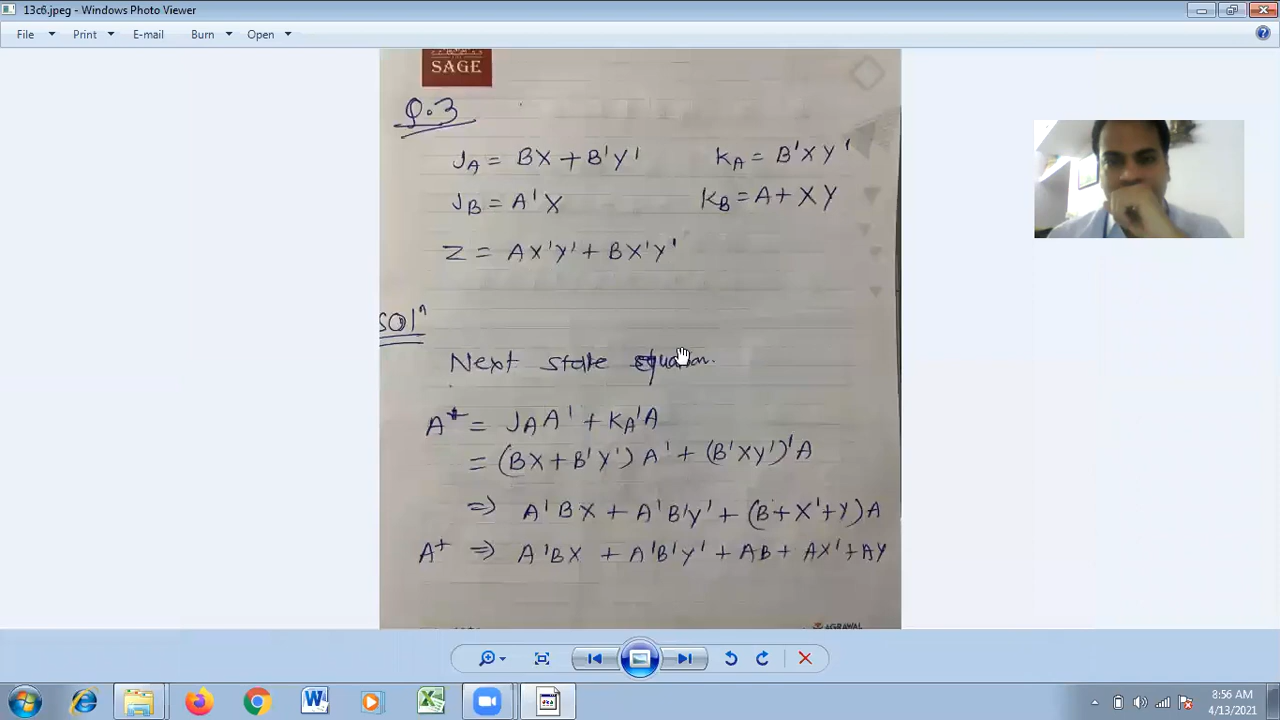 13c6.jpeg - Windows Photo Viewer
File Print E-mail Burn Open
SAGE
Q.3
JA = BX + B'Y' KA = B'XY'
JB = A'X KB = A + XY
Z = AX'Y' + BX'Y'
Solⁿ
Next state equation.
A⁺ = JAA' + KA'A
= (BX + B'Y') A' + (B'XY')'A
⇒ A'BX + A'B'Y' + (B + X' + Y) A
A⁺ ⇒ A'BX + A'B'Y' + AB + AX' + AY
AGRAWAL
8:56 AM
4/13/2021